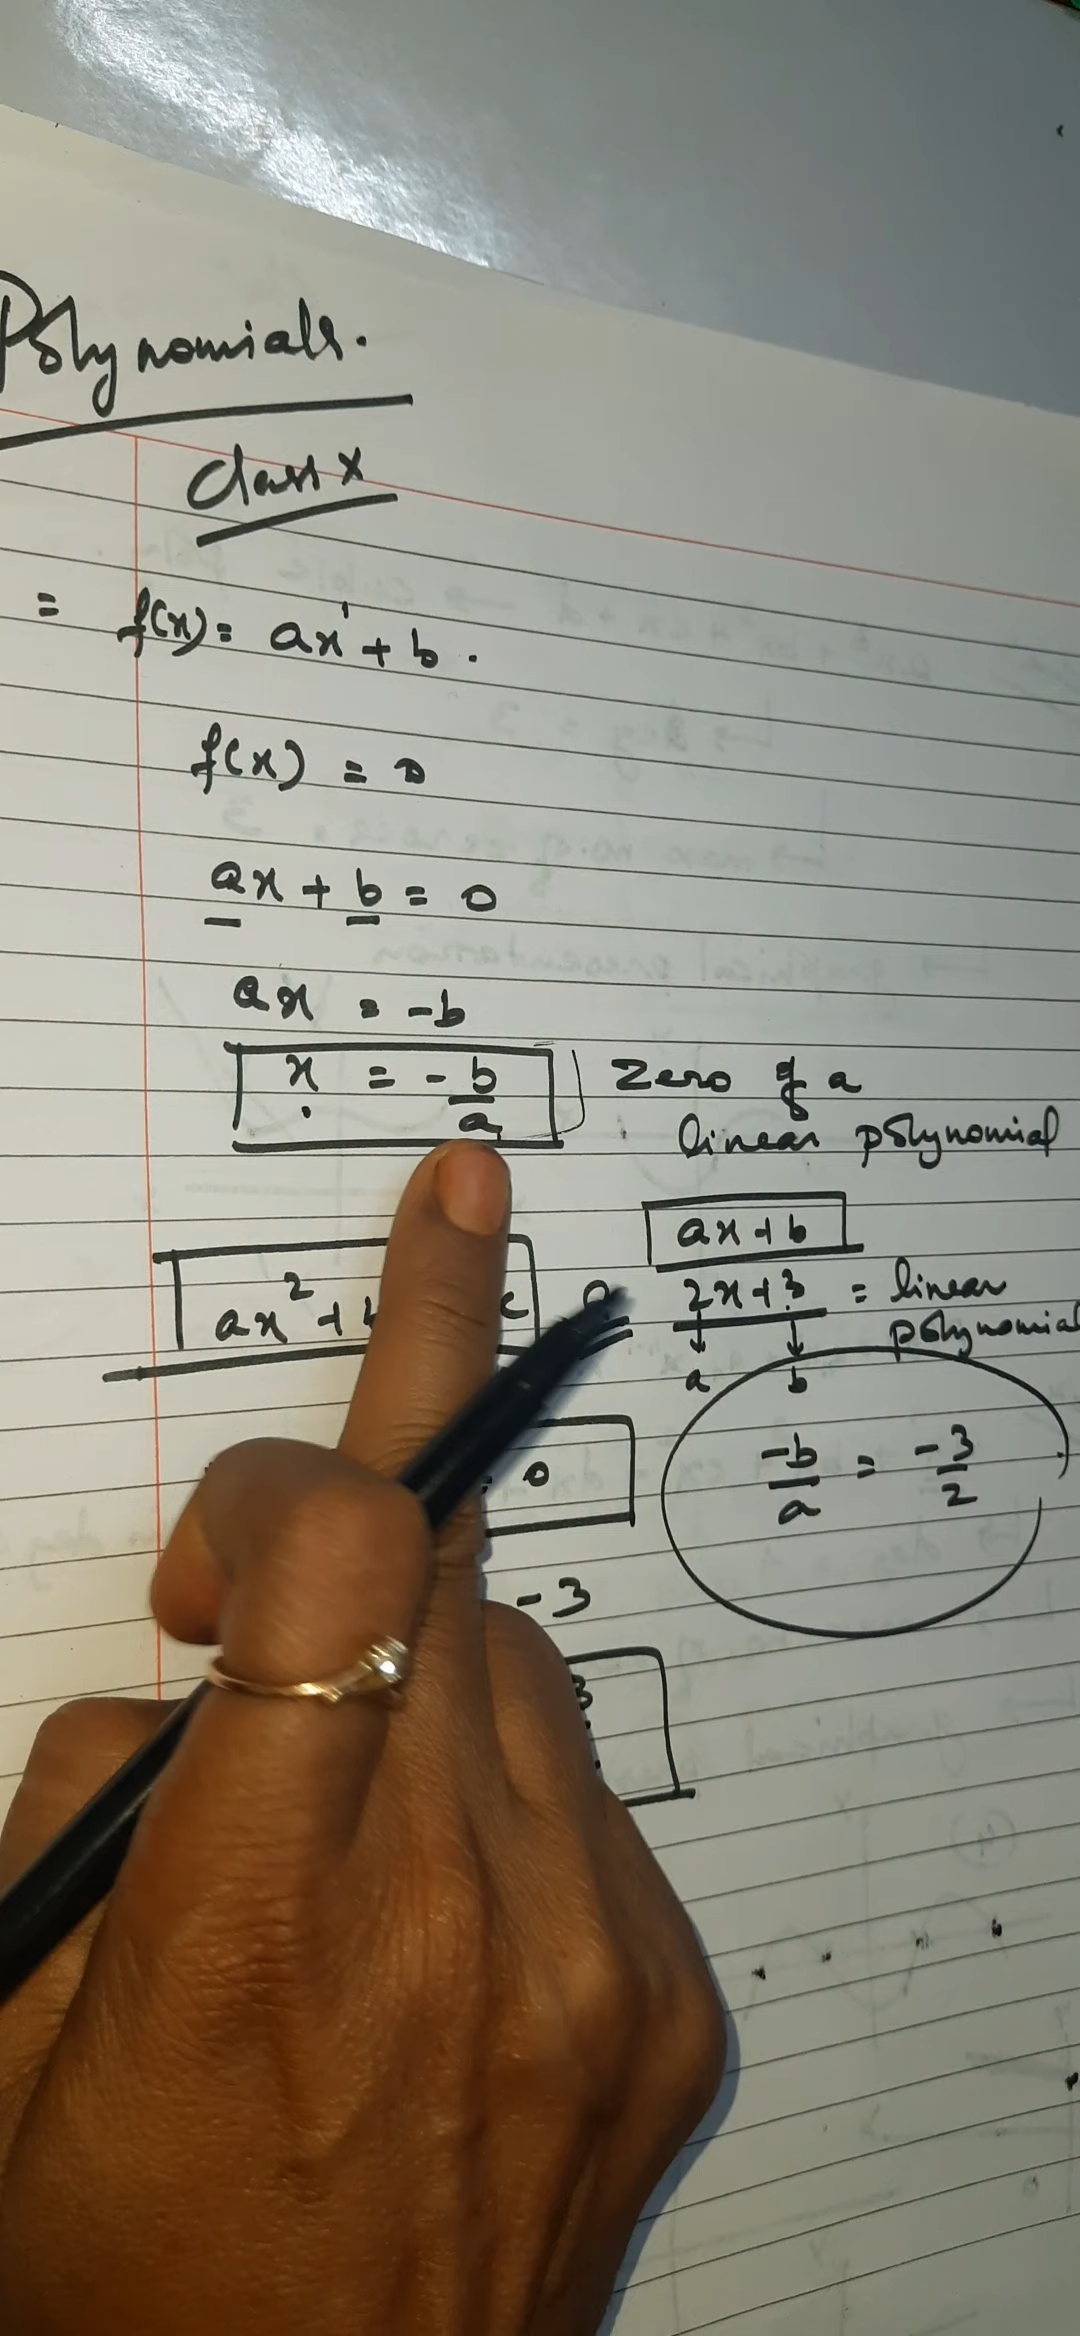 Polynomials.
Class X
= f(x) = ax¹ + b.
f(x) = 0
ax + b = 0
ax = -b
x = -b/a
Zero of a
linear polynomial
ax + b
ax² + c
2x + 3 = linear
polynomial
a b
= 0
-b/a = -3/2
-3
3